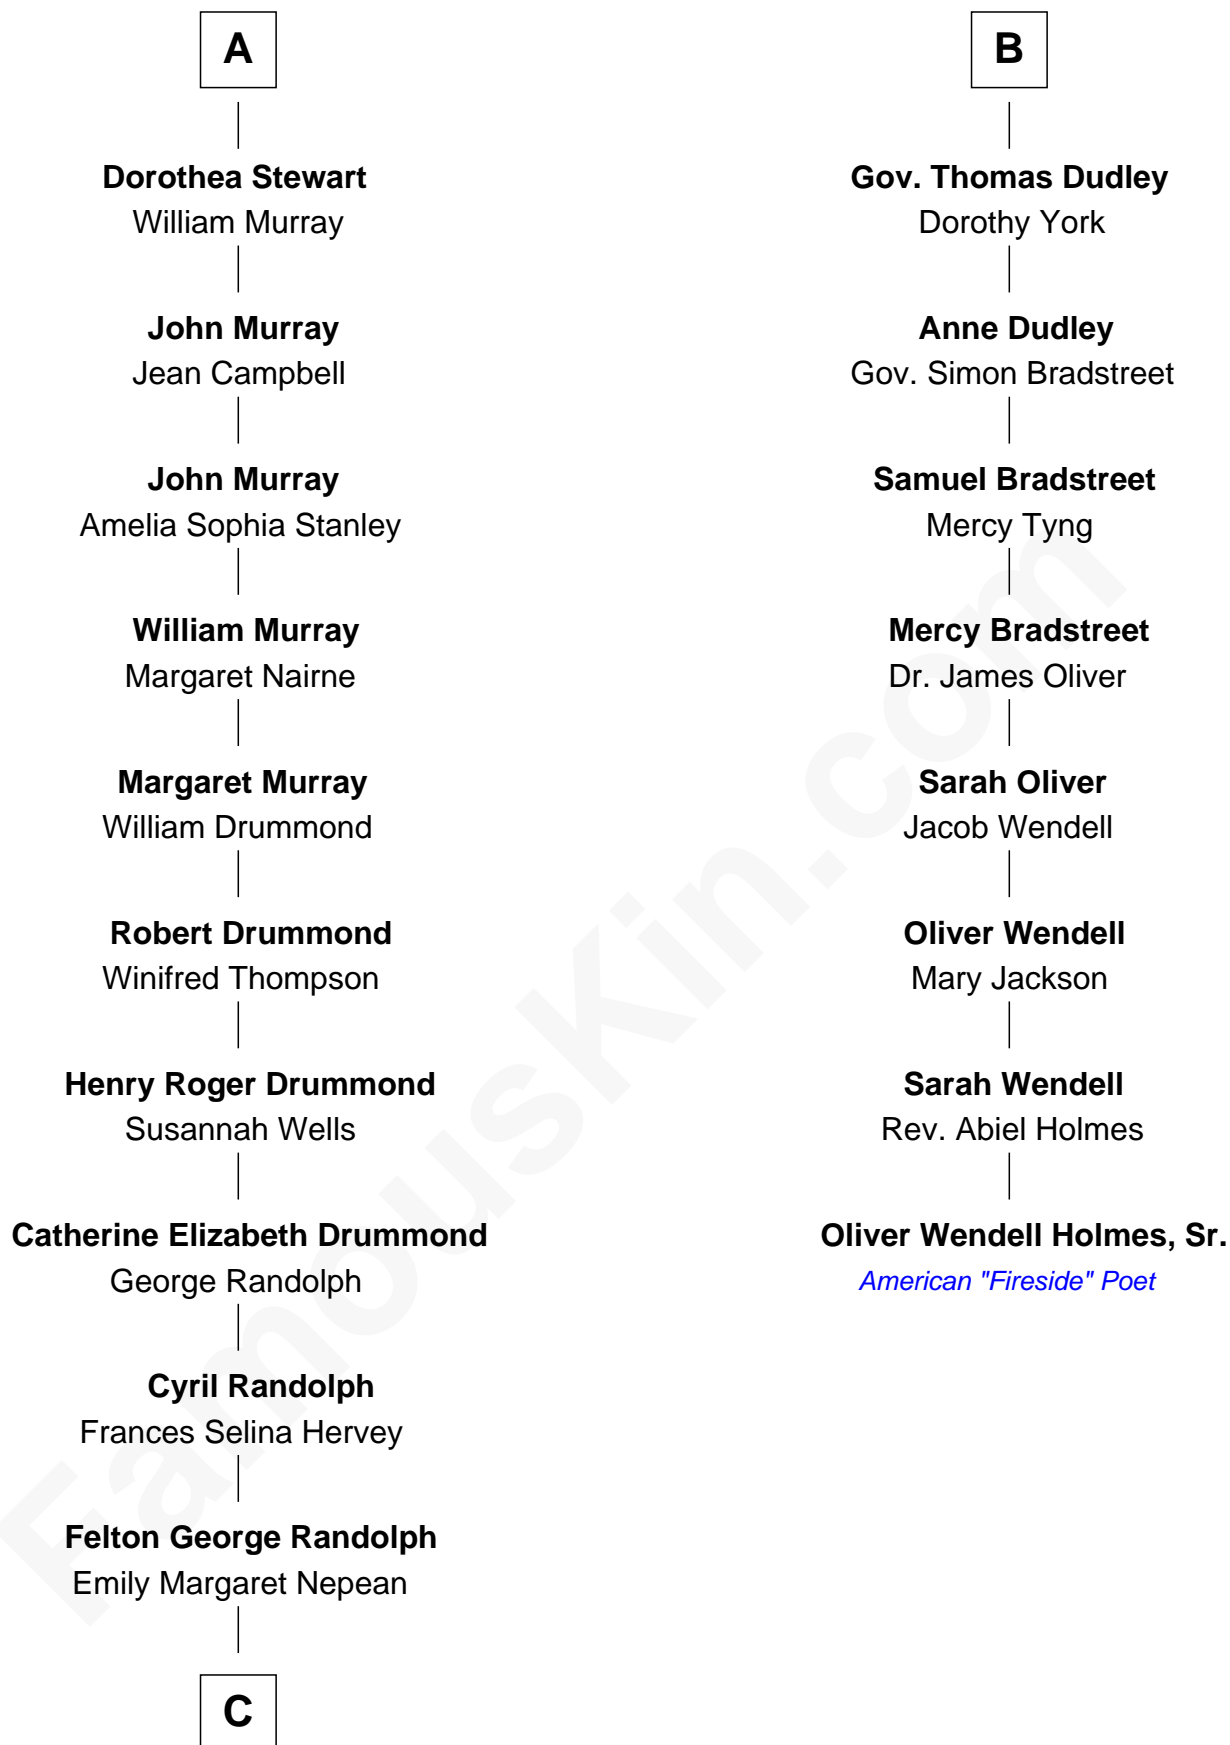 A
Dorothea Stewart
William Murray
John Murray
Jean Campbell
John Murray
Amelia Sophia Stanley
William Murray
Margaret Nairne
Margaret Murray
William Drummond
Robert Drummond
Winifred Thompson
Henry Roger Drummond
Susannah Wells
Catherine Elizabeth Drummond
George Randolph
Cyril Randolph
Frances Selina Hervey
Felton George Randolph
Emily Margaret Nepean
C
B
Gov. Thomas Dudley
Dorothy York
Anne Dudley
Gov. Simon Bradstreet
Samuel Bradstreet
Mercy Tyng
Mercy Bradstreet
Dr. James Oliver
Sarah Oliver
Jacob Wendell
Oliver Wendell
Mary Jackson
Sarah Wendell
Rev. Abiel Holmes
Oliver Wendell Holmes, Sr.
American "Fireside" Poet
FamousKin.com